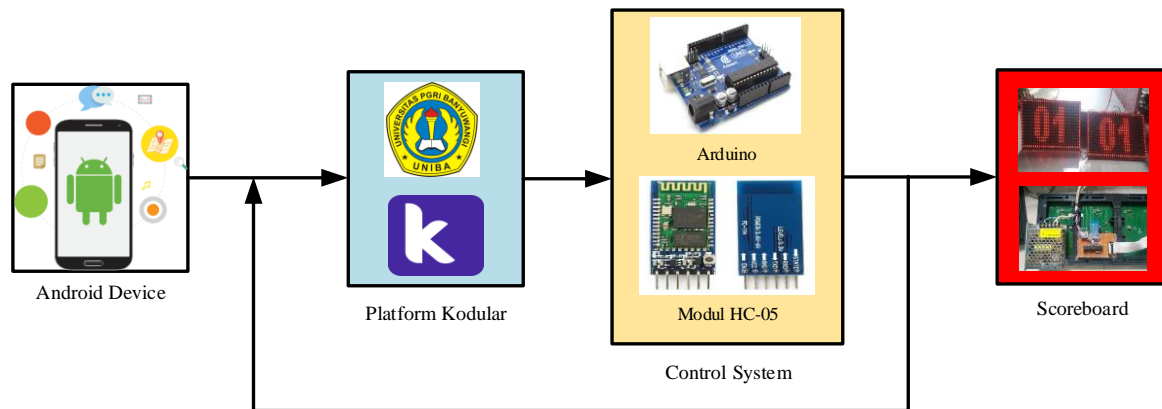 Android Device
UNIVERSITAS PGRI BANYUWANGI
UNIBA
Platform Kodular
Arduino
Modul HC-05
Control System
01
01
Scoreboard